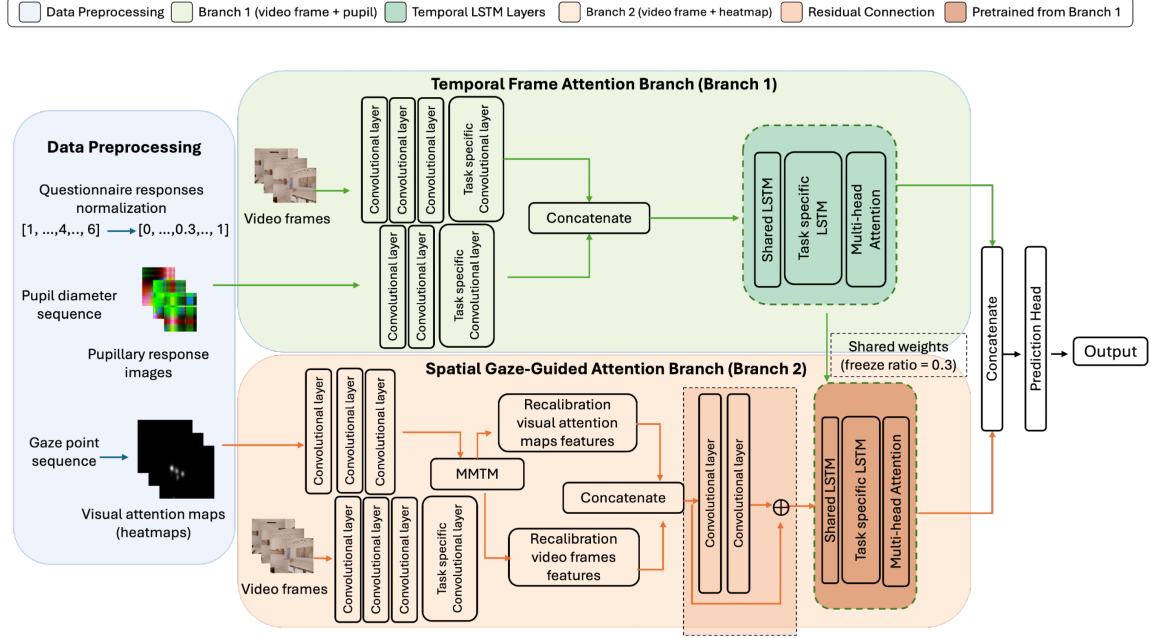 Data Preprocessing
Branch 1 (video frame + pupil)
Temporal LSTM Layers
Branch 2 (video frame + heatmap)
Residual Connection
Pretrained from Branch 1
Temporal Frame Attention Branch (Branch 1)
Data Preprocessing
Questionnaire responses
normalization
[1, ...,4,.., 6]
[0, ...,0.3,.., 1]
Pupil diameter
sequence
Pupillary response
images
Gaze point
sequence
Visual attention maps
(heatmaps)
Video frames
Convolutional layer
Convolutional layer
Convolutional layer
Task specific
Convolutional layer
Convolutional layer
Convolutional layer
Task specific
Convolutional layer
Concatenate
Shared LSTM
Task specific
LSTM
Multi-head
Attention
Shared weights
(freeze ratio = 0.3)
Spatial Gaze-Guided Attention Branch (Branch 2)
Convolutional layer
Convolutional layer
Convolutional layer
Video frames
Convolutional layer
Convolutional layer
Convolutional layer
Task specific
Convolutional layer
MMTM
Recalibration
visual attention
maps features
Recalibration
video frames
features
Concatenate
Convolutional layer
Convolutional layer
Shared LSTM
Task specific LSTM
Multi-head Attention
Concatenate
Prediction Head
Output